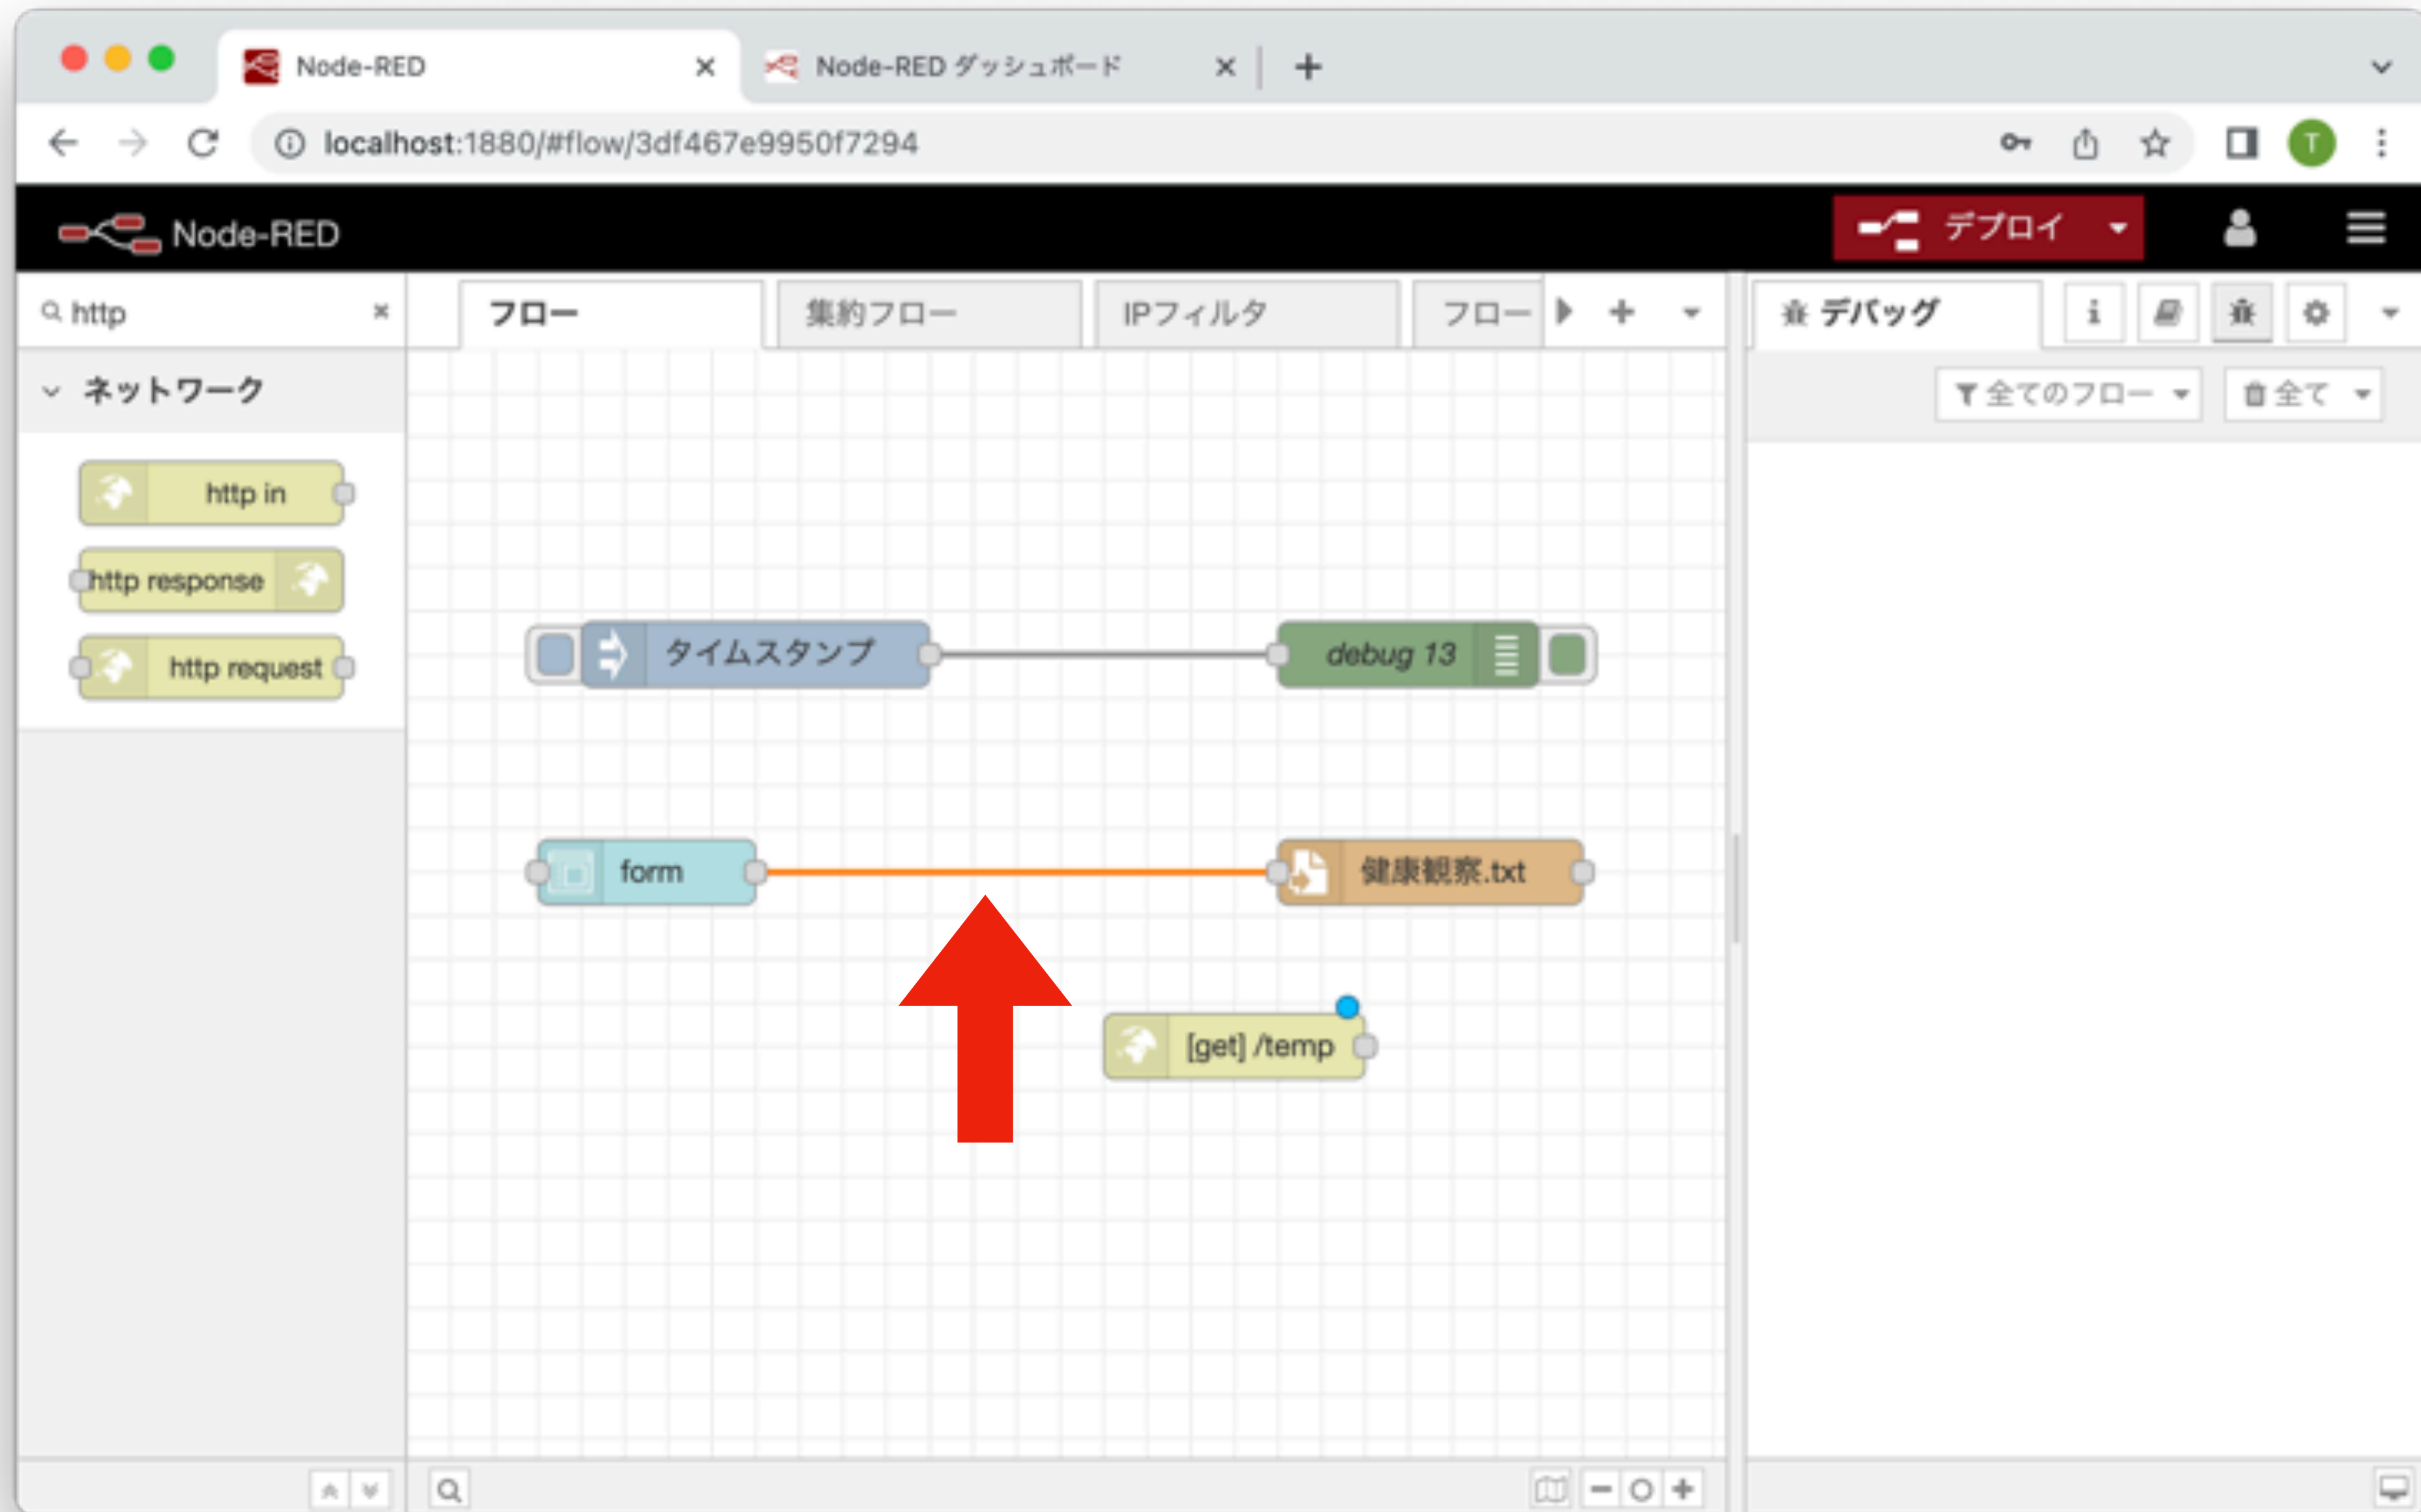 Node-RED
Node-RED ダッシュボード
localhost:1880/#flow/3df467e9950f7294
T
Node-RED
デプロイ
http
フロー
集約フロー
IPフィルタ
フロー
デバッグ
i
ネットワーク
全てのフロー
全て
http in
http response
http request
タイムスタンプ
debug 13
form
健康観察.txt
[get] /temp